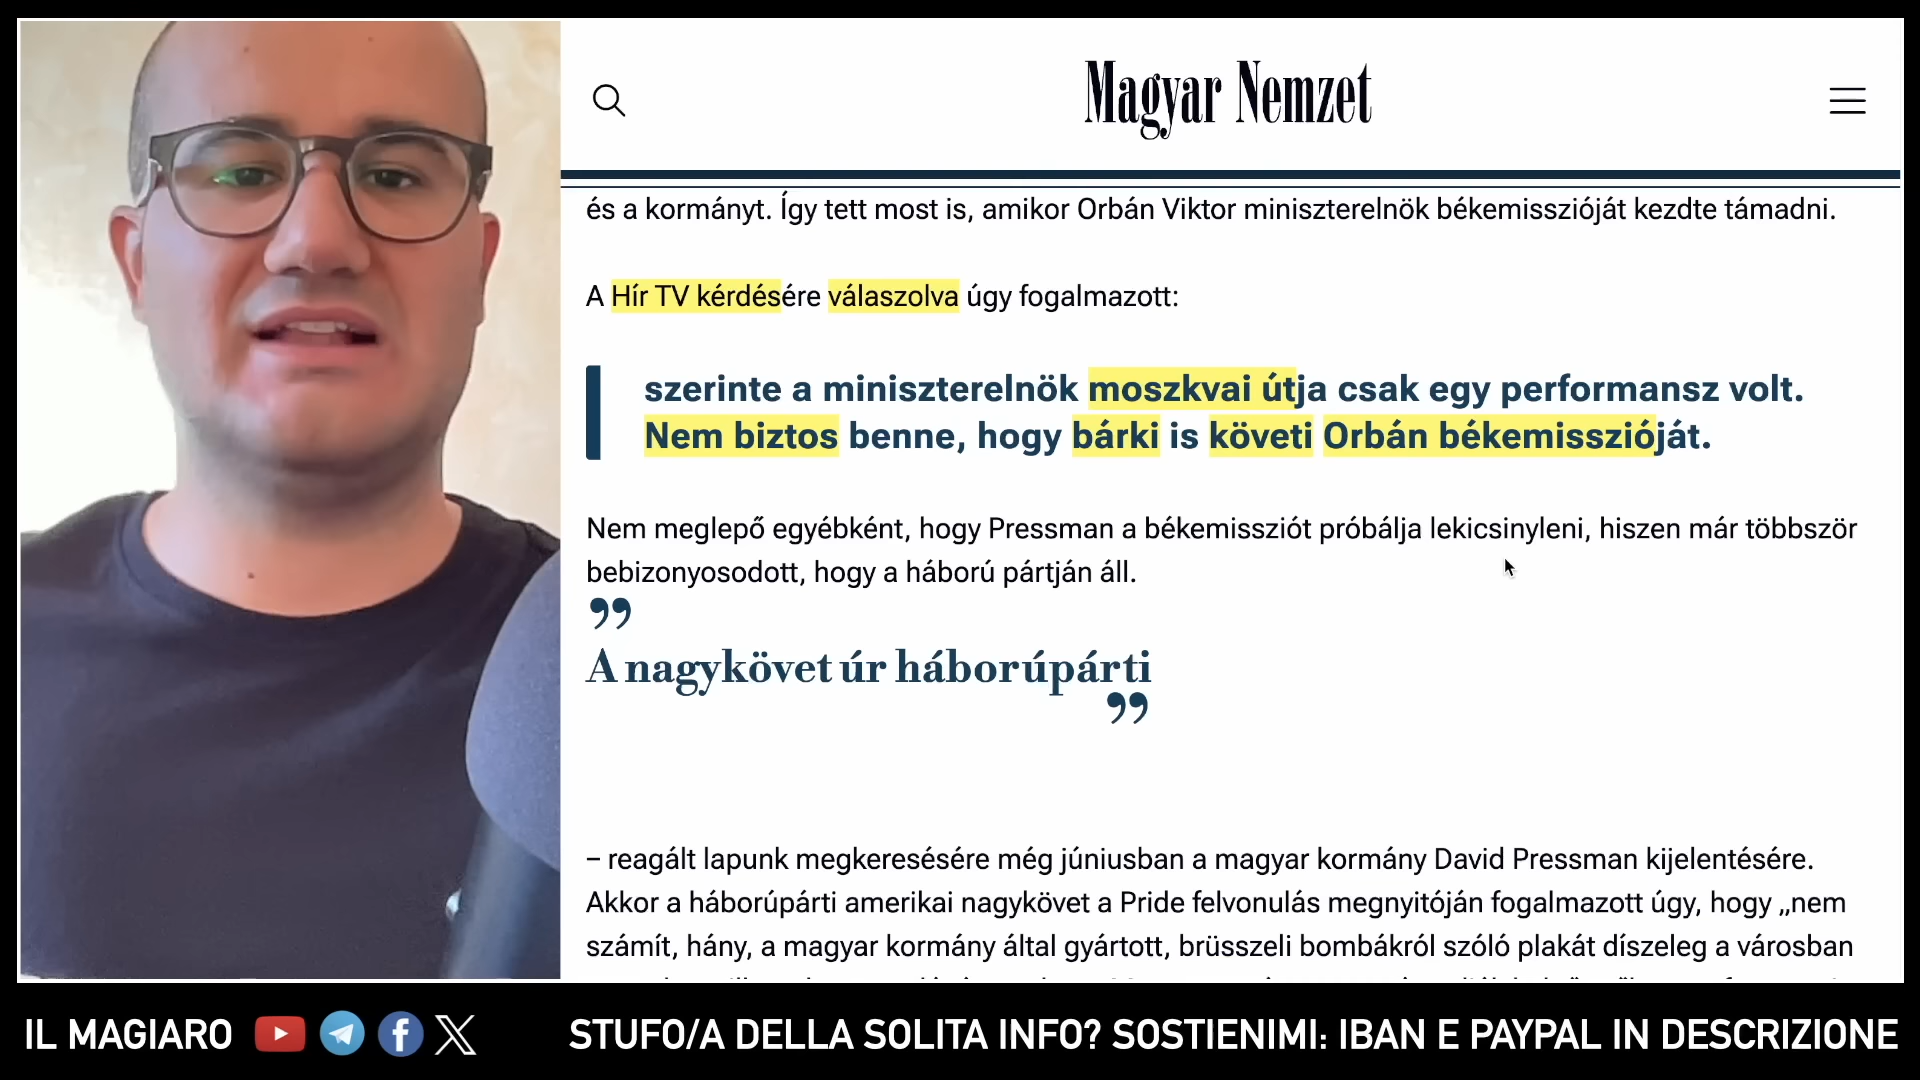 Magyar Nemzet
és a kormányt. Így tett most is, amikor Orbán Viktor miniszterelnök békemisszióját kezdte támadni.
A Hír TV kérdésére válaszolva úgy fogalmazott:
szerinte a miniszterelnök moszkvai útja csak egy performansz volt.
Nem biztos benne, hogy bárki is követi Orbán békemisszióját.
Nem meglepő egyébként, hogy Pressman a békemissziót próbálja lekicsinyleni, hiszen már többször
bebizonyosodott, hogy a háború pártján áll.
”
A nagykövet úr háborúpárti
”
– reagált lapunk megkeresésére még júniusban a magyar kormány David Pressman kijelentésére.
Akkor a háborúpárti amerikai nagykövet a Pride felvonulás megnyitóján fogalmazott úgy, hogy „nem
számít, hány, a magyar kormány által gyártott, brüsszeli bombákról szóló plakát díszeleg a városban
IL MAGIARO
STUFO/A DELLA SOLITA INFO? SOSTIENIMI: IBAN E PAYPAL IN DESCRIZIONE